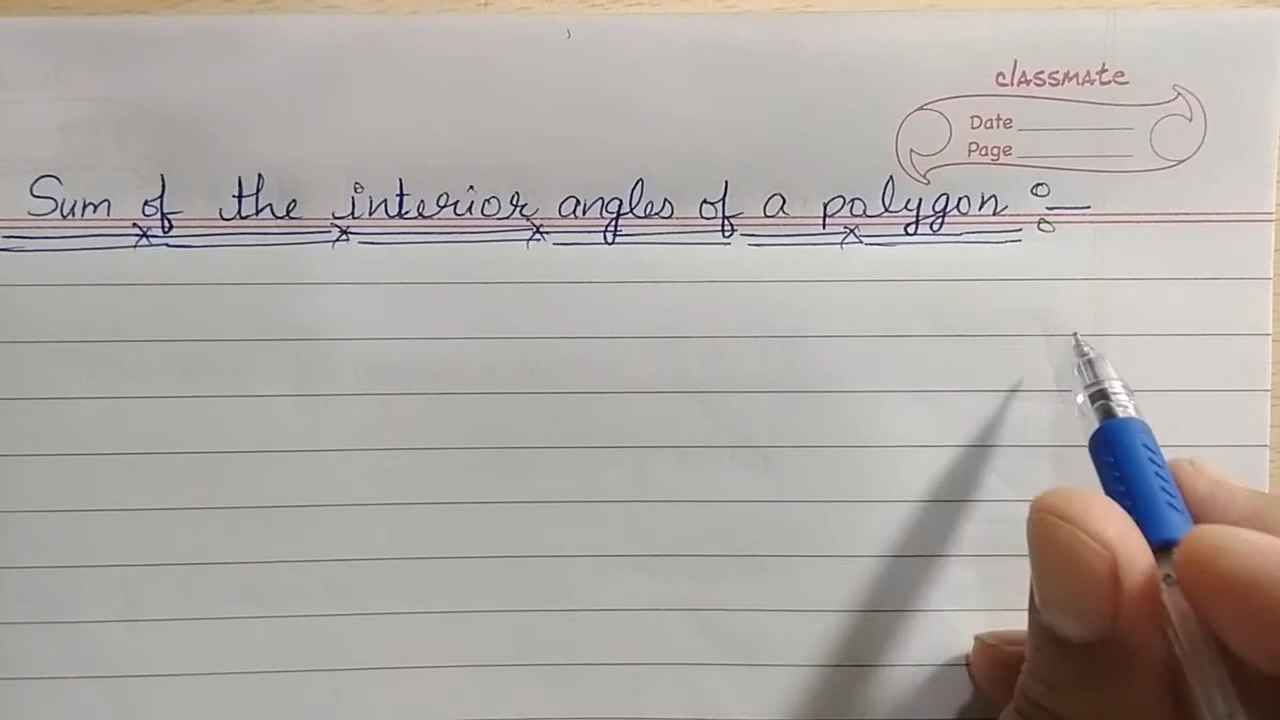 classmate
Date
Page
Sum of the interior angles of a polygon :-